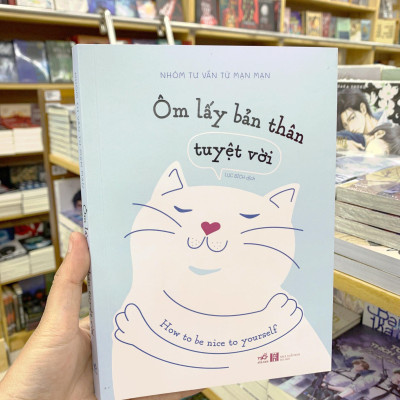 NHÓM TƯ VẤN TỪ MAN MAN
Ôm lấy bản thân
tuyệt vời
How to be nice to yourself